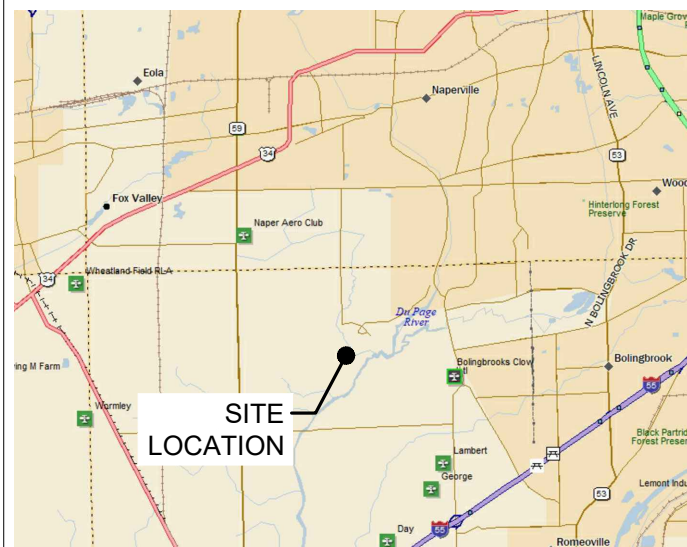 Maple Grov
Eola
LINCOLN AVE
Naperville
59
34
53
Wood
Fox Valley
Hinterlong Forest
Preserve
Naper Aero Club
34
Wheatland Field RLA
N BOLINGBROOK DR
Du Page
River
ving M Farm
Bolingbrooks Clow
Intl
Bolingbrook
55
Wormley
SITE
LOCATION
Black Partrid
Forest Preser
Lambert
George
Lemont Indu
53
55
Day
Romeoville